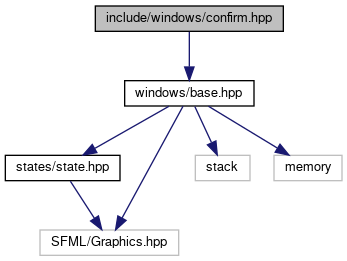 include/windows/confirm.hpp
windows/base.hpp
states/state.hpp
stack
memory
SFML/Graphics.hpp